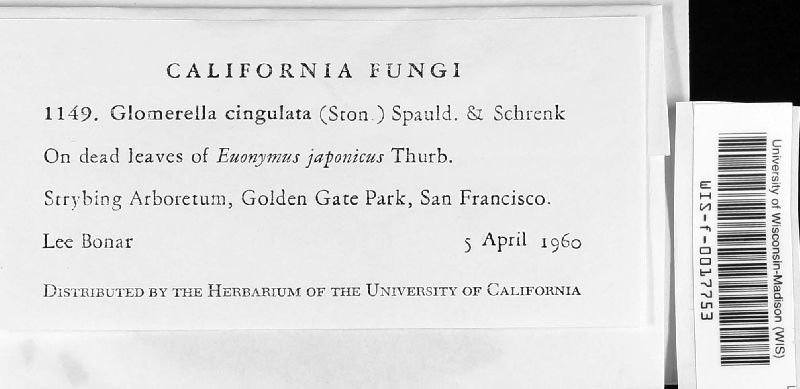 CALIFORNIA FUNGI
1149. Glomerella cingulata (Ston.) Spauld. & Schrenk
On dead leaves of Euonymus japonicus Thurb.
Strybing Arboretum, Golden Gate Park, San Francisco.
Lee Bonar 5 April 1960
DISTRIBUTED BY THE HERBARIUM OF THE UNIVERSITY OF CALIFORNIA
University of Wisconsin-Madison (WIS)
WIS-f-0017753